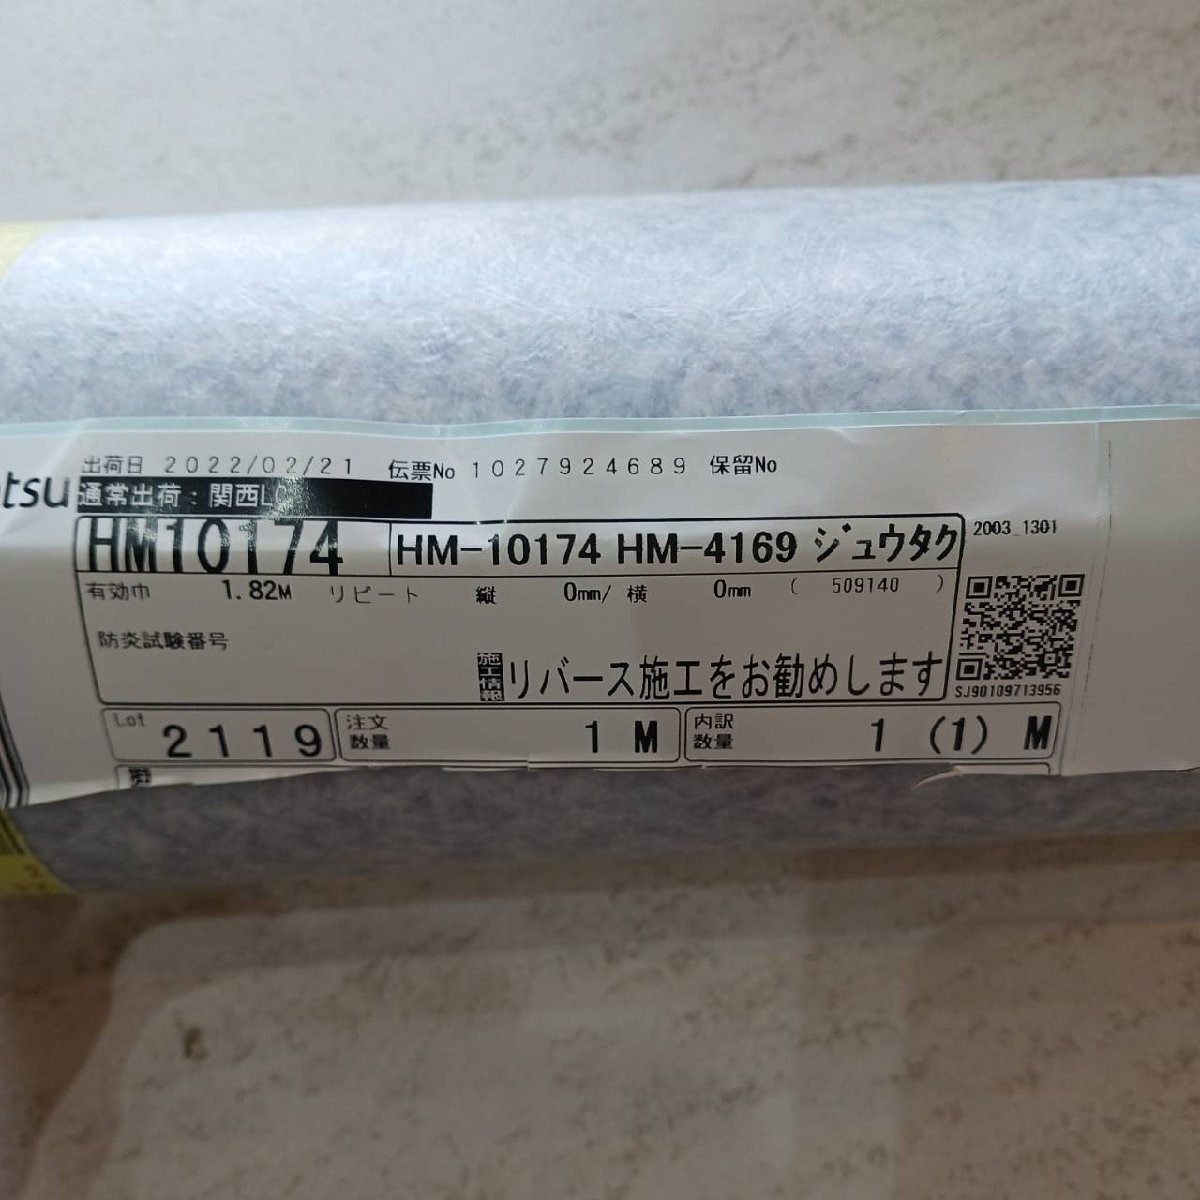 出荷日 2022/02/21 伝票No 1027924689 保留No
tsu 通常出荷：関西LC
HM10174 HM-10174 HM-4169 ジュウタク 2003_1301
有効巾 1.82M リピート 縦 0mm/ 横 0mm ( 509140 )
防炎試験番号
施工情報 リバース施工をお勧めします
SJ90109713956
Lot 2119 注文数量 1 M 内訳数量 1 (1) M